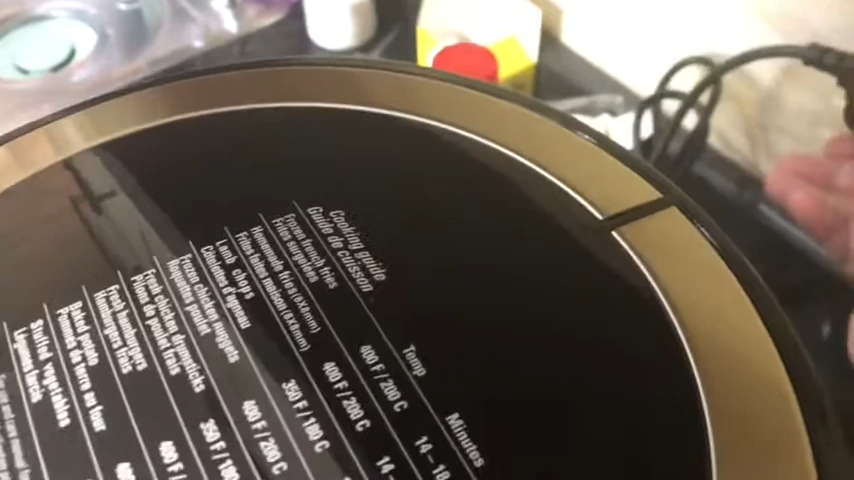 Cooking guide
Guide de cuisson
Temp
Minutes
Frozen french fries
Frites surgelées
400 F / 200 C
14 - 18
Homemade fries (8X8mm)
Frites faites maison (8X8mm)
400 F / 200 C
14 -
Lamb chops
Côtelettes d'agneau
350 F / 180 C
Frozen chicken nuggets
Croquettes poulet
400 F / 200 C
Fresh chicken drumsticks
Pilons de poulet frais
350 F / 180
Fresh hamburgers
Hamburgers frais
400 F
Baked potato
Pommes de terre au four
400
Stuffed vegetables
Légumes farcis